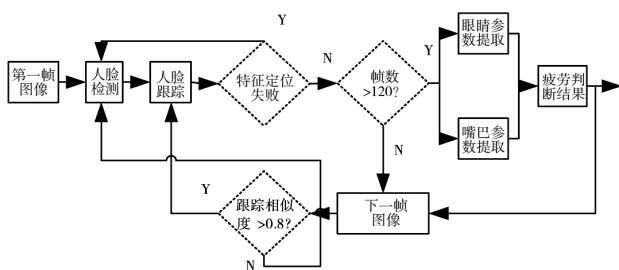 Y
眼睛参
数提取
第一帧
图像
人脸
检测
人脸
跟踪
特征定位
失败
N
帧数
>120?
Y
疲劳判
断结果
嘴巴参
数提取
N
Y
跟踪相似
度 >0.8?
下一帧
图像
N